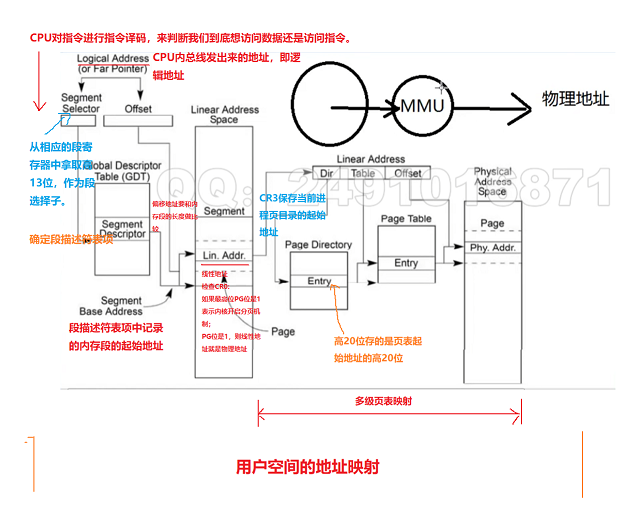 CPU对指令进行指令译码，来判断我们到底想访问数据还是访问指令。
Logical Address
(or Far Pointer)
CPU内总线发出来的地址，即逻
辑地址
Segment
Selector
Offset
Linear Address
Space
MMU
物理地址
从相应的段寄
存器中拿取高
13位，作为段
选择子。
Global Descriptor
Table (GDT)
Segment
Descriptor
偏移地址要和内
存段的长度做比
较
确定段描述符表项
Segment
Base Address
段描述符表项中记录
的内存段的起始地址
Segment
Lin. Addr.
线性地址
检查CR0；
如果最高位PG位是1
表示内核开启分页机
制；
PG位是1，则线性地
址就是物理地址
Page
Linear Address
Dir
Table
Offset
CR3保存当前进
程页目录的起始
地址
Page Directory
Entry
Page Table
Entry
高20位存的是页表起
始地址的高20位
Physical
Address
Space
Page
Phy. Addr.
多级页表映射
用户空间的地址映射